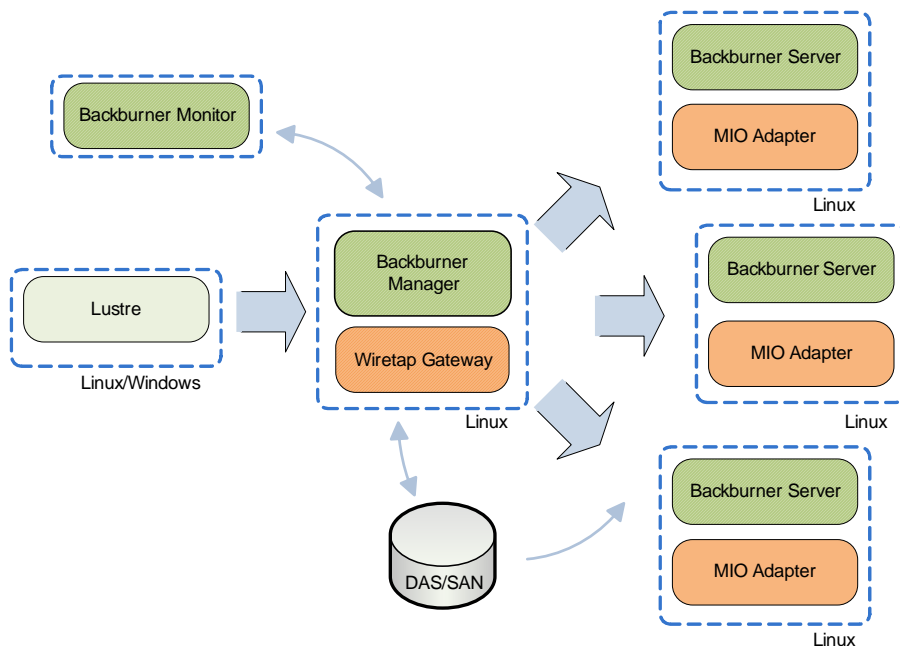 Backburner Monitor
Lustre
Linux/Windows
Backburner
Manager
Wiretap Gateway
Linux
DAS/SAN
Backburner Server
MIO Adapter
Linux
Backburner Server
MIO Adapter
Linux
Backburner Server
MIO Adapter
Linux